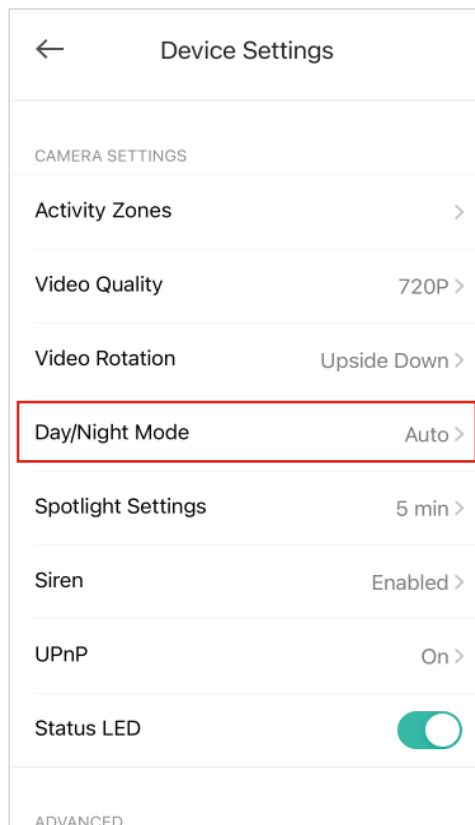 Device Settings
CAMERA SETTINGS
Activity Zones
Video Quality 720P
Video Rotation Upside Down
Day/Night Mode Auto
Spotlight Settings 5 min
Siren Enabled
UPnP On
Status LED
ADVANCED